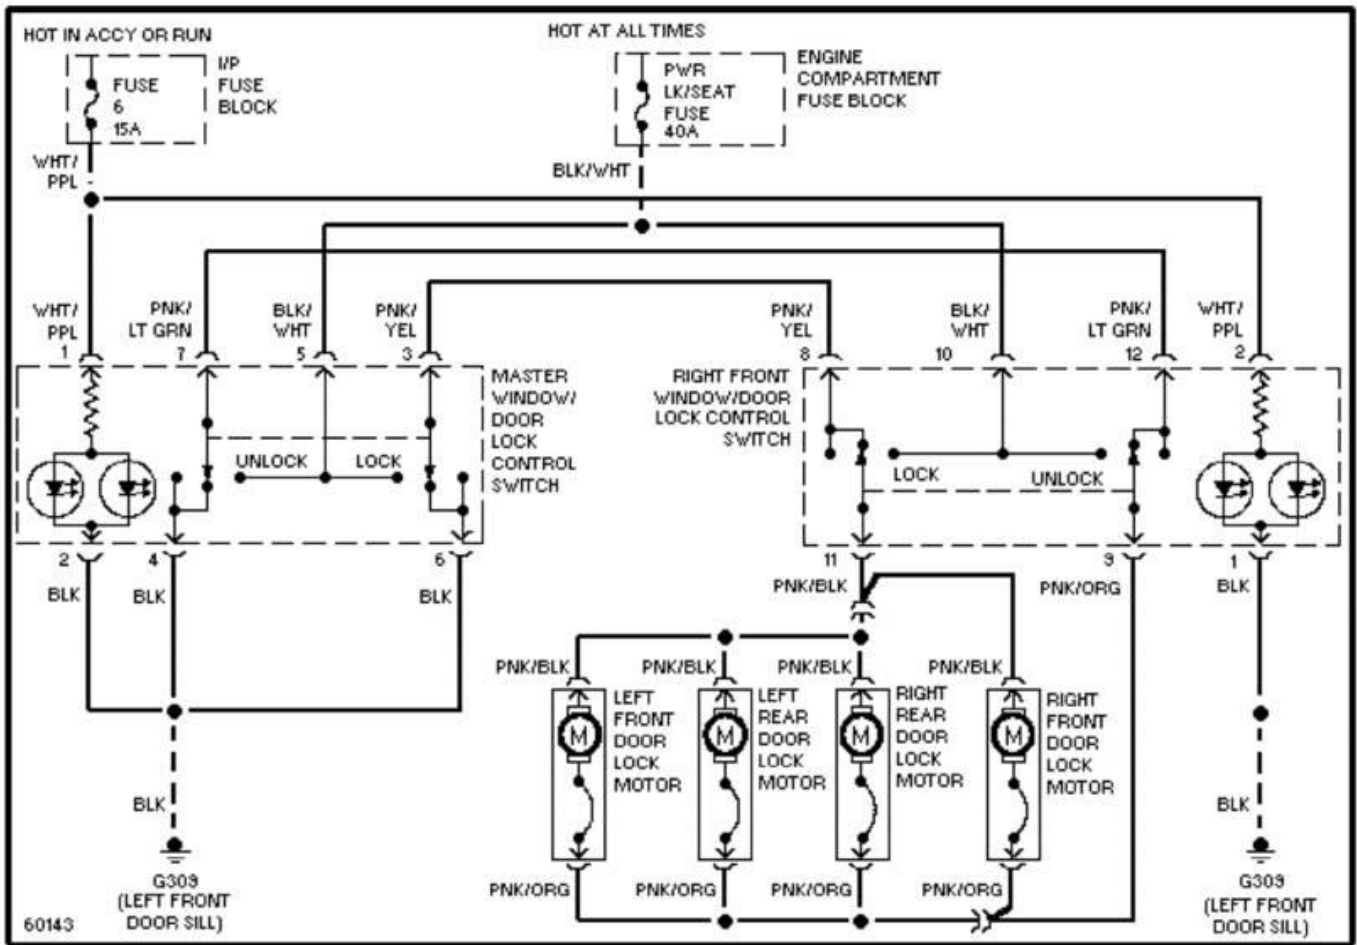 HOT IN ACCY OR RUN
HOT AT ALL TIMES
FUSE
6
15A
I/P
FUSE
BLOCK
PWR
LK/SEAT
FUSE
40A
ENGINE
COMPARTMENT
FUSE BLOCK
WHT/
PPL
BLK/WHT
WHT/
PPL
PNK/
LT GRN
BLK/
WHT
PNK/
YEL
PNK/
YEL
BLK/
WHT
PNK/
LT GRN
WHT/
PPL
1
7
5
3
8
10
12
2
MASTER
WINDOW/
DOOR
LOCK
CONTROL
SWITCH
RIGHT FRONT
WINDOW/DOOR
LOCK CONTROL
SWITCH
UNLOCK
LOCK
LOCK
UNLOCK
2
4
6
11
9
1
BLK
BLK
BLK
PNK/BLK
PNK/ORG
BLK
PNK/BLK
PNK/BLK
PNK/BLK
PNK/BLK
M
LEFT
FRONT
DOOR
LOCK
MOTOR
M
LEFT
REAR
DOOR
LOCK
MOTOR
M
RIGHT
REAR
DOOR
LOCK
MOTOR
M
RIGHT
FRONT
DOOR
LOCK
MOTOR
BLK
BLK
PNK/ORG
PNK/ORG
PNK/ORG
PNK/ORG
G309
(LEFT FRONT
DOOR SILL)
G309
(LEFT FRONT
DOOR SILL)
60143